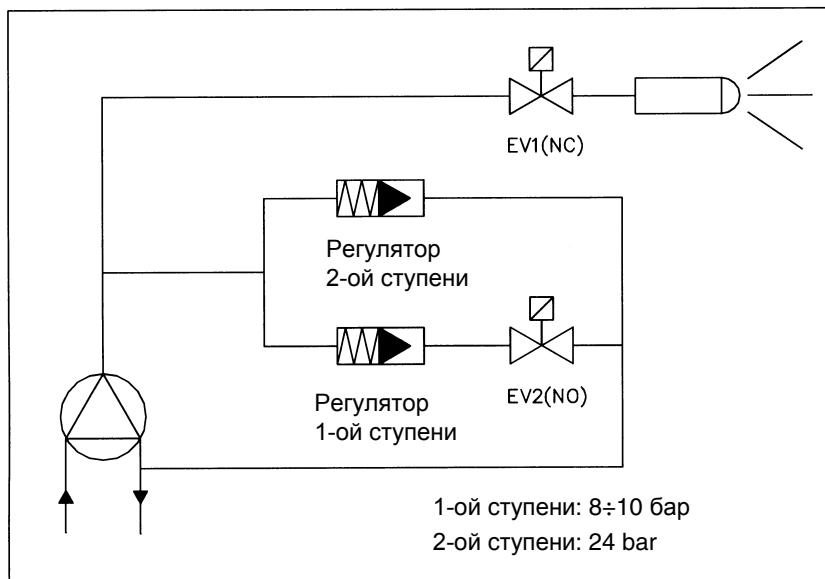 EV1(NC)
Регулятор
2-ой ступени
EV2(NO)
Регулятор
1-ой ступени
1-ой ступени: 8÷10 бар
2-ой ступени: 24 bar